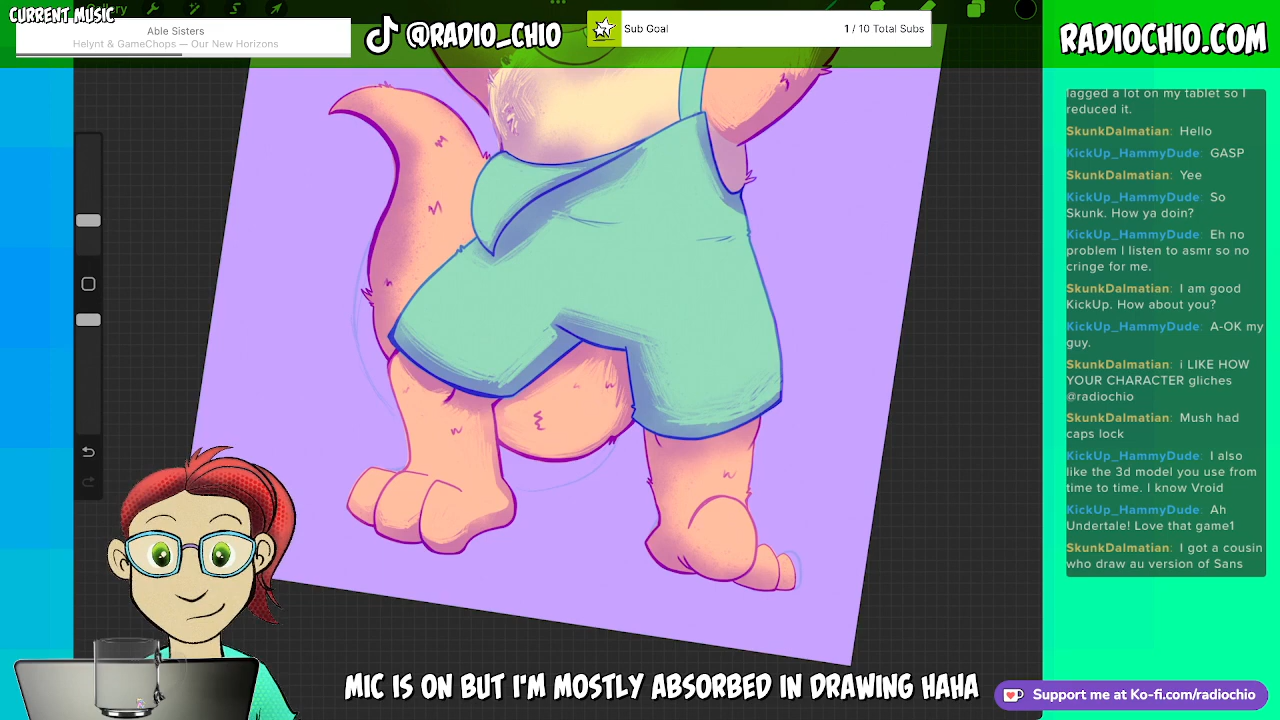 CURRENT MUSIC
Able Sisters
Helynt & GameChops — Our New Horizons
@RADIO_CHIO
Sub Goal
1 / 10 Total Subs
RADIOCHIO.COM
lagged a lot on my tablet so I
reduced it.
SkunkDalmatian: Hello
KickUp_HammyDude: GASP
SkunkDalmatian: Yee
KickUp_HammyDude: So
Skunk. How ya doin?
KickUp_HammyDude: Eh no
problem I listen to asmr so no
cringe for me.
SkunkDalmatian: I am good
KickUp. How about you?
KickUp_HammyDude: A-OK my
guy.
SkunkDalmatian: i LIKE HOW
YOUR CHARACTER gliches
@radiochio
SkunkDalmatian: Mush had
caps lock
KickUp_HammyDude: I also
like the 3d model you use from
time to time. I know Vroid
KickUp_HammyDude: Ah
Undertale! Love that game1
SkunkDalmatian: I got a cousin
who draw au version of Sans
MIC IS ON BUT I'M MOSTLY ABSORBED IN DRAWING HAHA
Support me at Ko-fi.com/radiochio